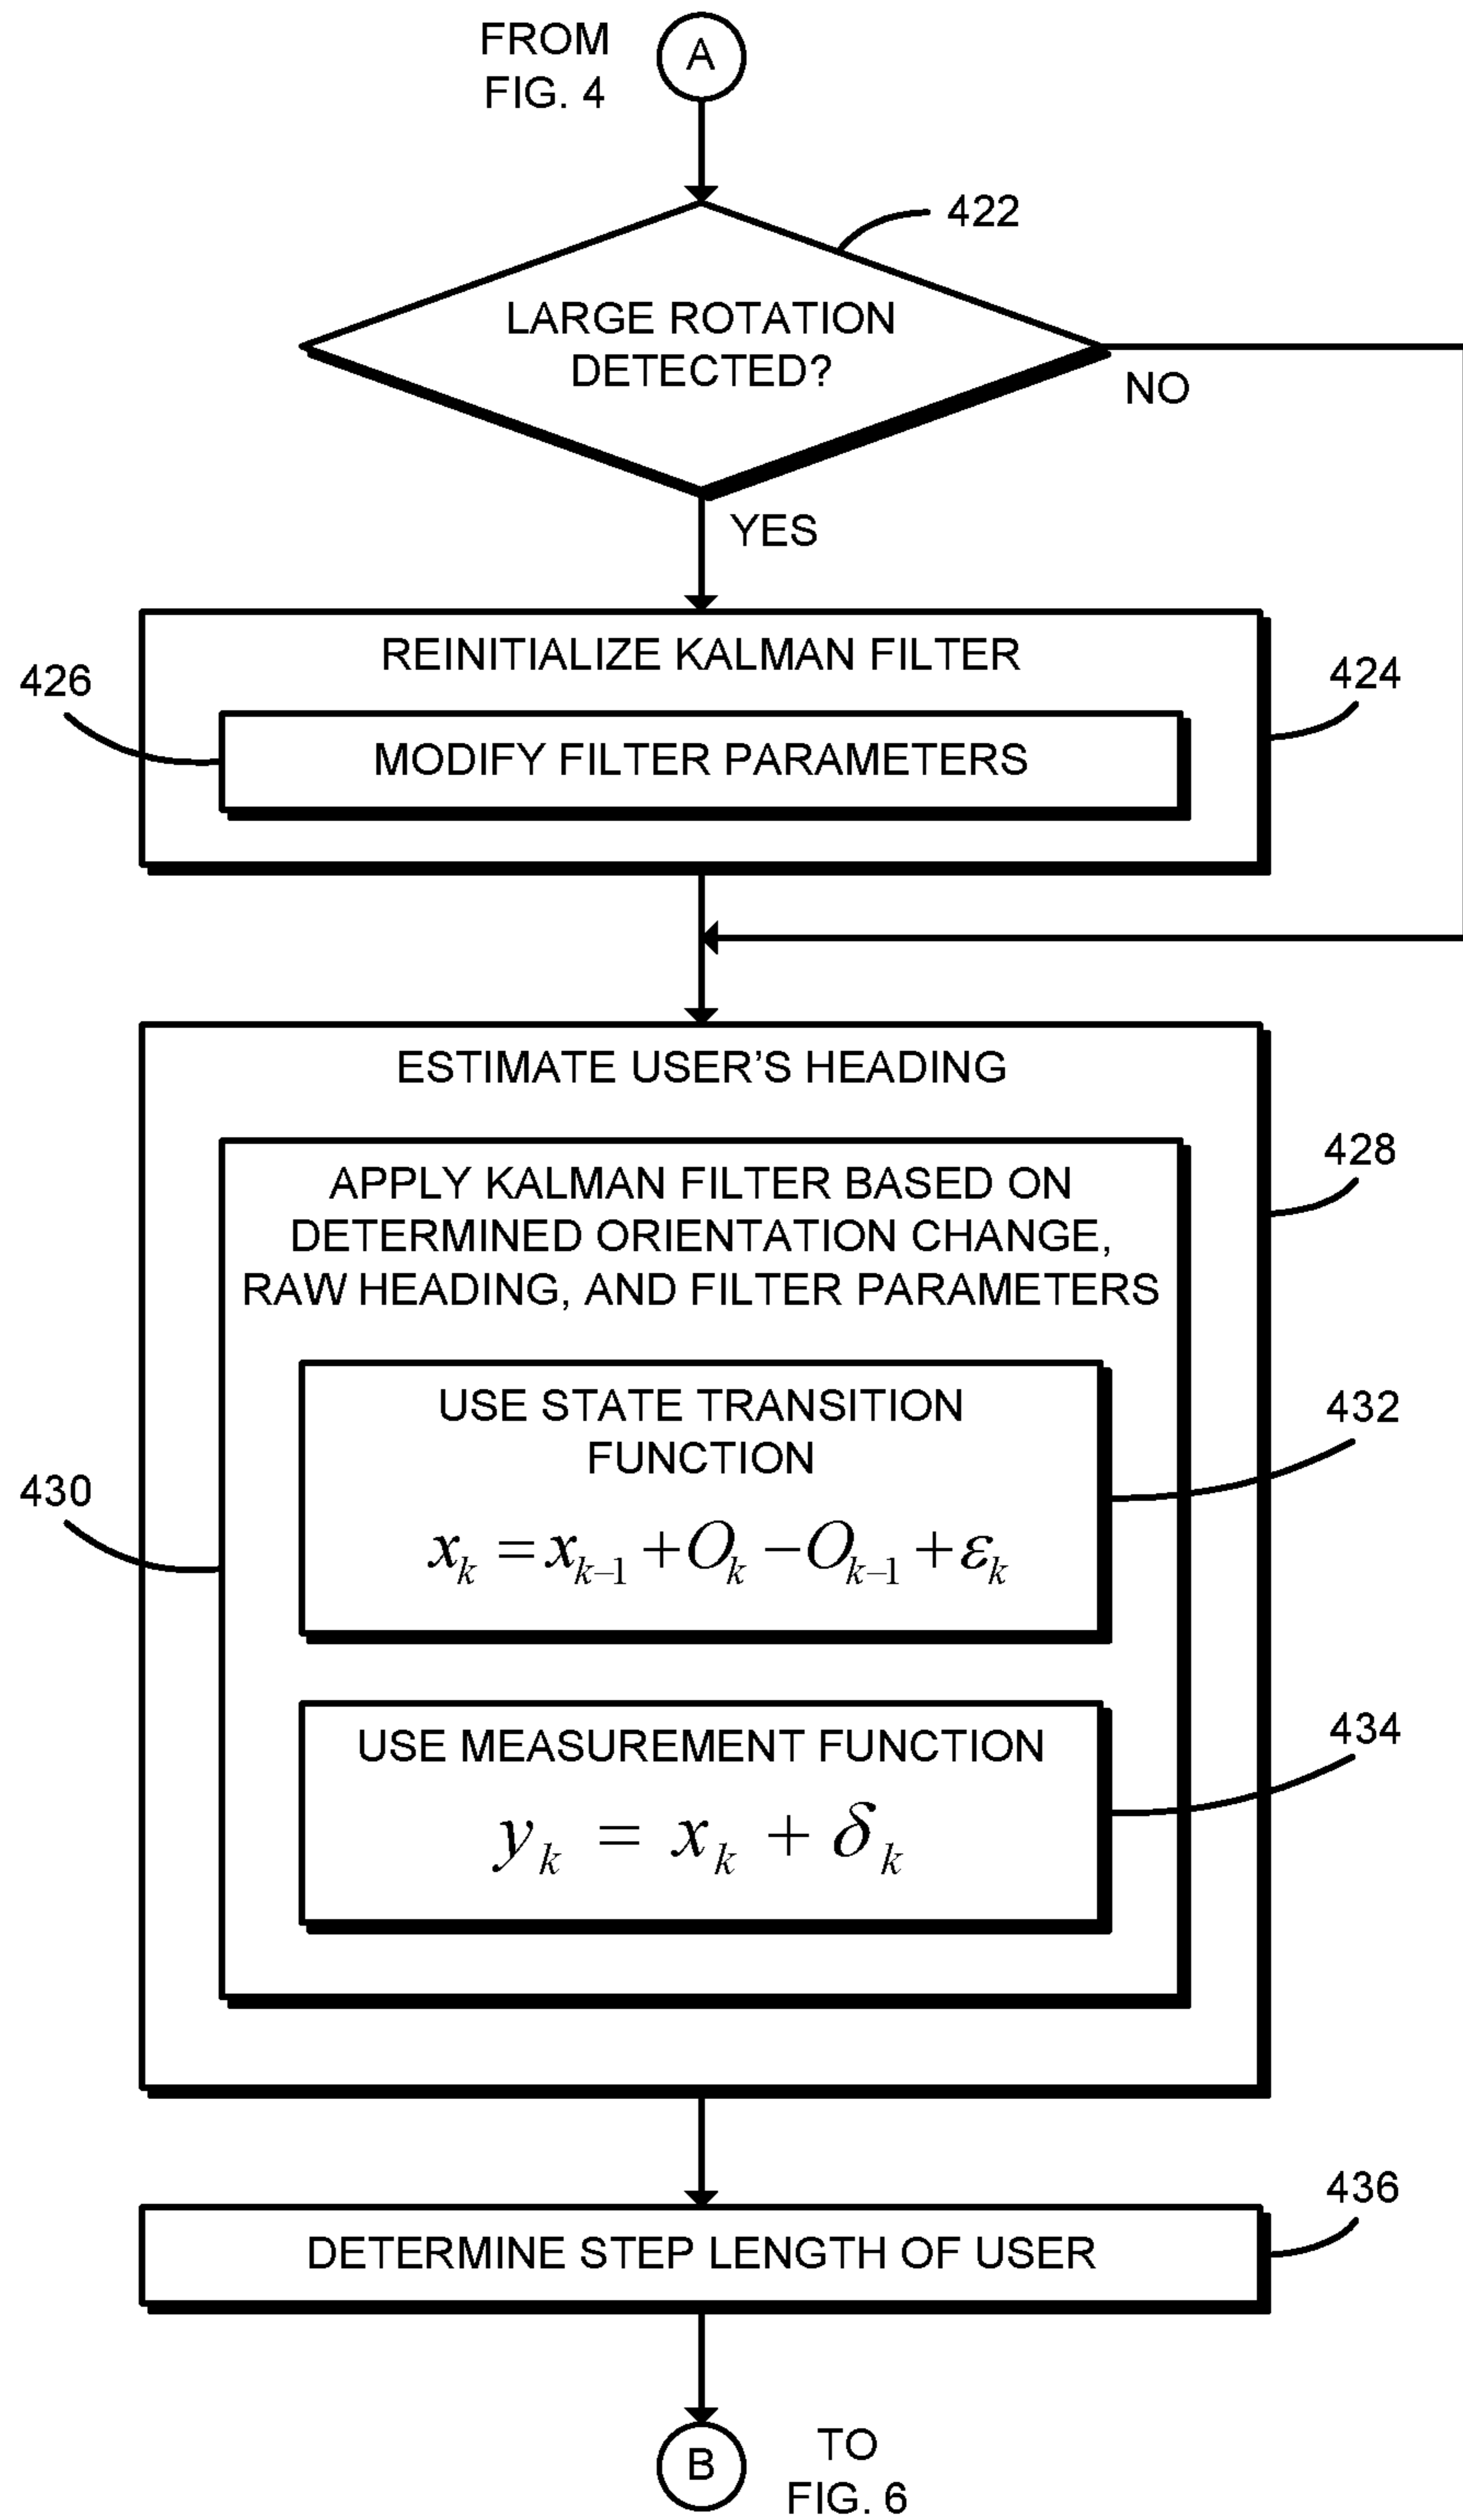 FROM
FIG. 4
A
422
LARGE ROTATION
DETECTED?
NO
YES
REINITIALIZE KALMAN FILTER
426
424
MODIFY FILTER PARAMETERS
ESTIMATE USER'S HEADING
428
APPLY KALMAN FILTER BASED ON
DETERMINED ORIENTATION CHANGE,
RAW HEADING, AND FILTER PARAMETERS
USE STATE TRANSITION
FUNCTION
432
430
x_k = x_{k-1} + O_k - O_{k-1} + ε_k
USE MEASUREMENT FUNCTION
434
y_k = x_k + δ_k
436
DETERMINE STEP LENGTH OF USER
B
TO
FIG. 6